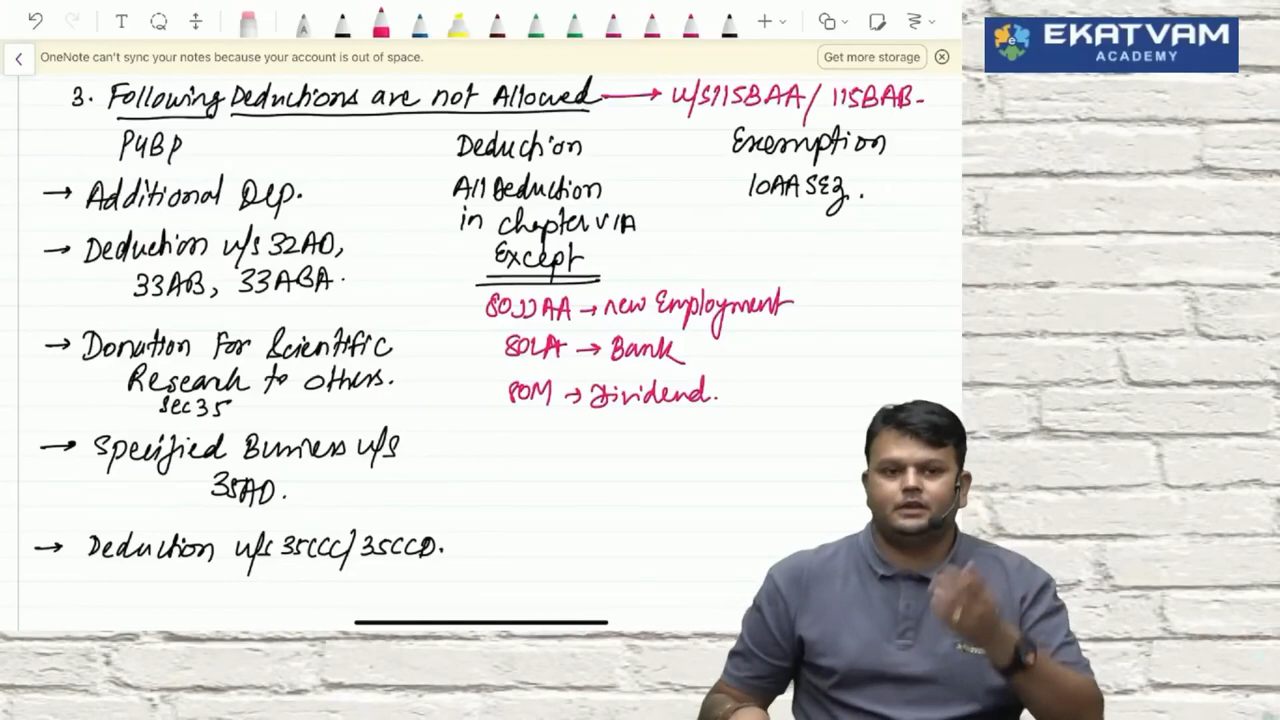 OneNote can't sync your notes because your account is out of space.
Get more storage
EKATVAM
ACADEMY
3. Following Deductions are not Allowed → u/s 115BAA / 115BAB-
PGBP
→ Additional Dep.
→ Deduction u/s 32AD,
33AB, 33ABA.
→ Donation For Scientific
Research to others.
Sec 35
→ Specified Business u/s
35AD.
→ Deduction u/s 35CCC/35CCD.
Deduction
All Deduction
in chapter VIA
Except
80JJAA → new Employment
80LA → Bank
80M → Dividend.
Exemption
10AA SEZ.